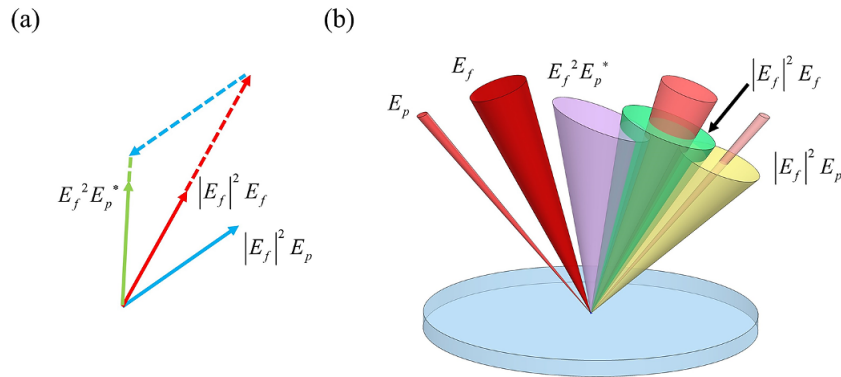 (a)
E_f^2 E_p^*
|E_f|^2 E_f
|E_f|^2 E_p
(b)
E_p
E_f
E_f^2 E_p^*
|E_f|^2 E_f
|E_f|^2 E_p